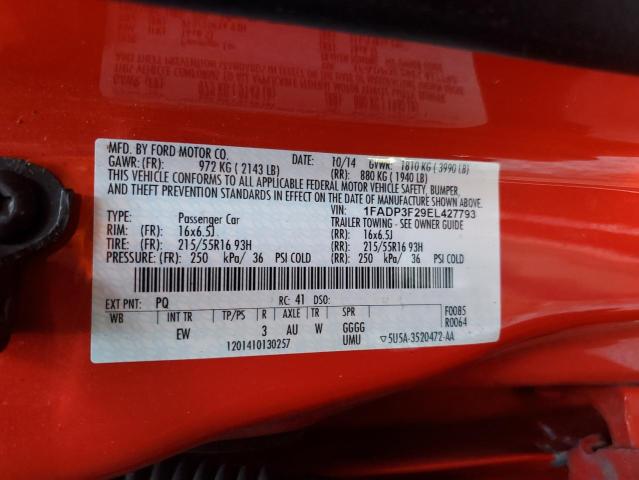 MFD. BY FORD MOTOR CO.
DATE: 10/14 GVWR: 1810 KG ( 3990 LB)
GAWR: (FR): 972 KG ( 2143 LB) (RR): 880 KG ( 1940 LB)
THIS VEHICLE CONFORMS TO ALL APPLICABLE FEDERAL MOTOR VEHICLE SAFETY, BUMPER,
AND THEFT PREVENTION STANDARDS IN EFFECT ON THE DATE OF MANUFACTURE SHOWN ABOVE.
VIN: 1FADP3F29EL427793
TYPE: Passenger Car TRAILER TOWING - SEE OWNER GUIDE
RIM: (FR): 16x6.5J (RR): 16x6.5J
TIRE: (FR): 215/55R16 93H (RR): 215/55R16 93H
PRESSURE: (FR): 250 kPa/ 36 PSI COLD (RR): 250 kPa/ 36 PSI COLD
EXT PNT: PQ RC: 41 DSO:
WB INT TR TP/PS R AXLE TR SPR F0085
EW 3 AU W GGGG R0064
UMU
1201410130257 ▽5U5A-3520472-AA